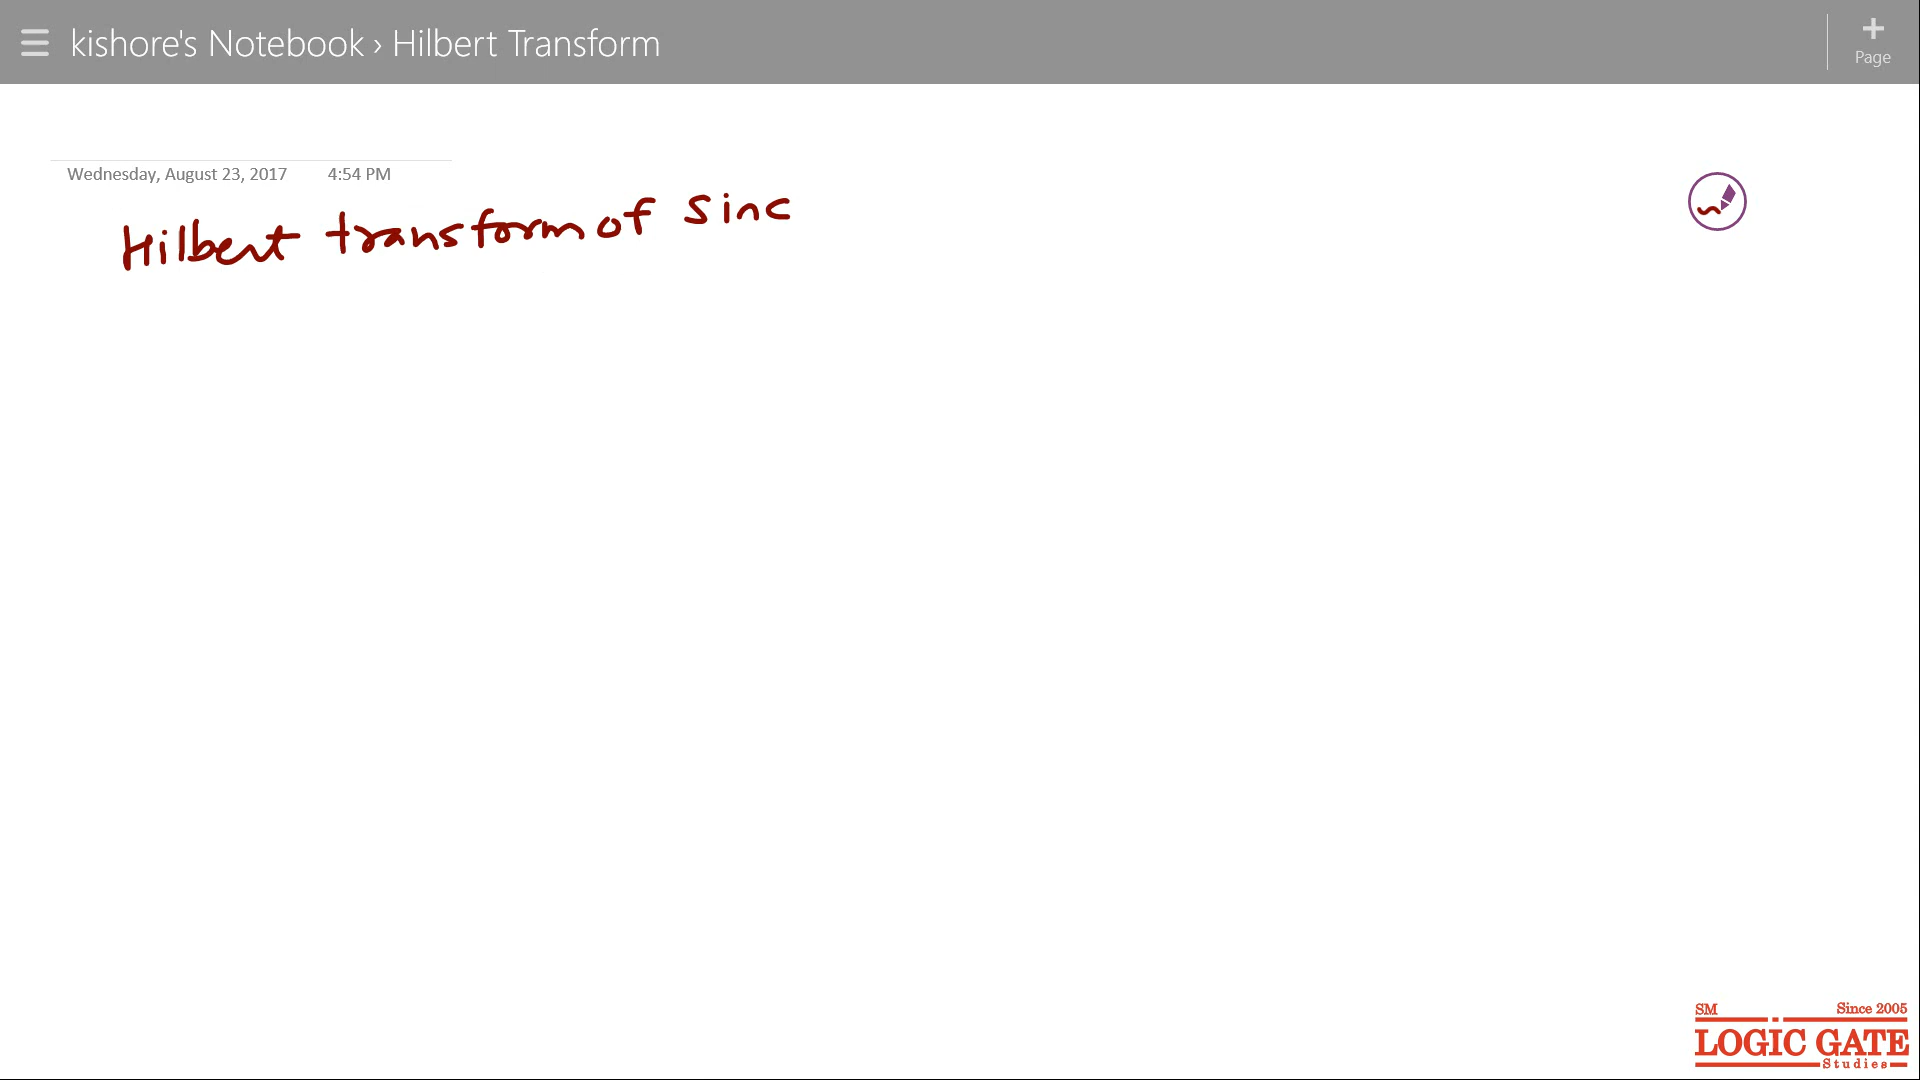 kishore's Notebook › Hilbert Transform
+
Page
Wednesday, August 23, 2017 4:54 PM
Hilbert transform of sinc
SM Since 2005
LOGIC GATE
Studies